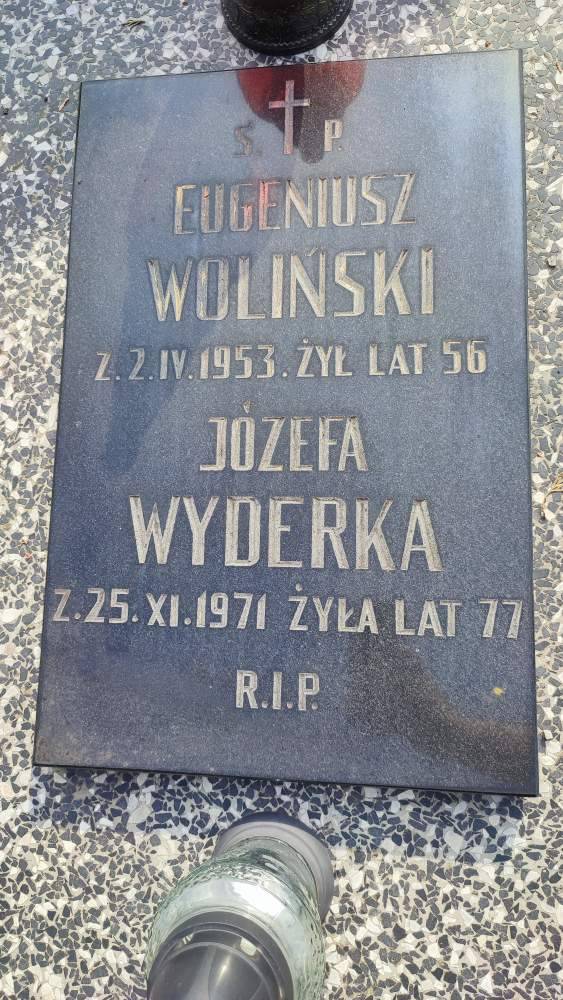 Ś. P.
EUGENIUSZ
WOLIŃSKI
Z.2.IV.1953.ŻYŁ LAT 56
JÓZEFA
WYDERKA
Z.25.XI.1971 ŻYŁA LAT 77
R.I.P.